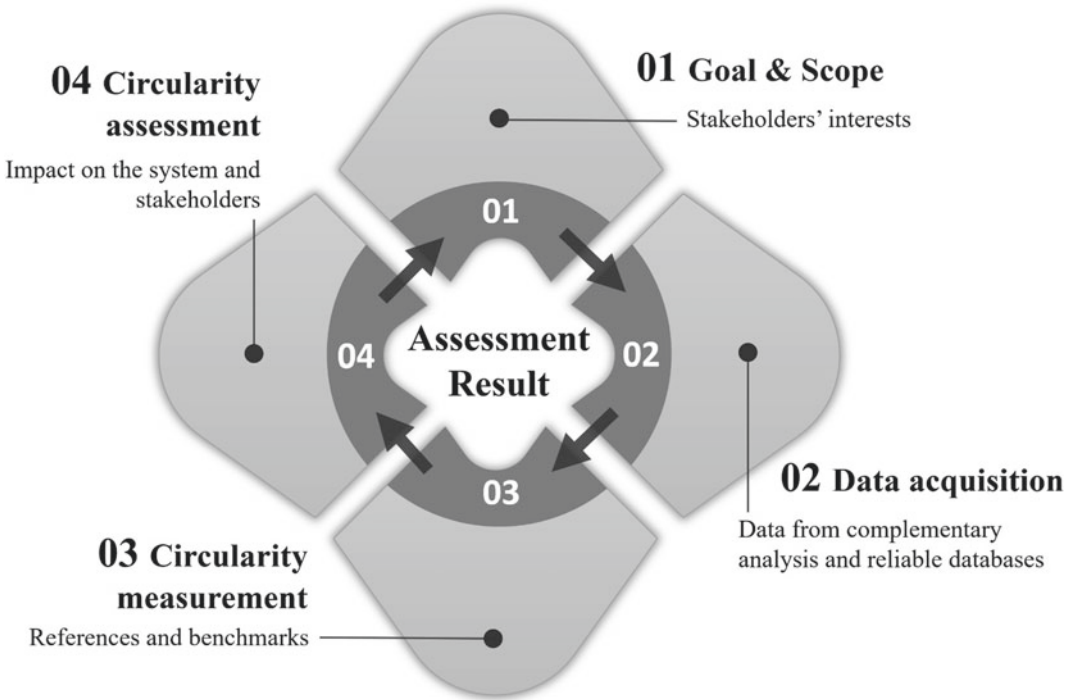 01 Goal & Scope
Stakeholders’ interests
02 Data acquisition
Data from complementary
analysis and reliable databases
03 Circularity
measurement
References and benchmarks
04 Circularity
assessment
Impact on the system and
stakeholders
01
02
03
04
Assessment
Result